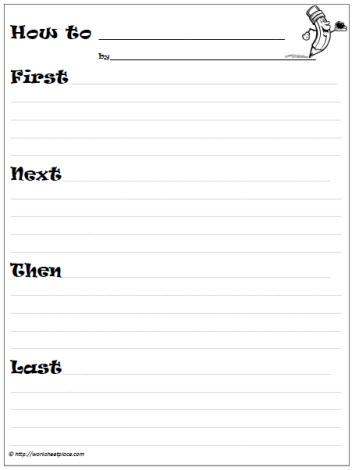 How to
by
First
Next
Then
Last
© http://worksheetplace.com